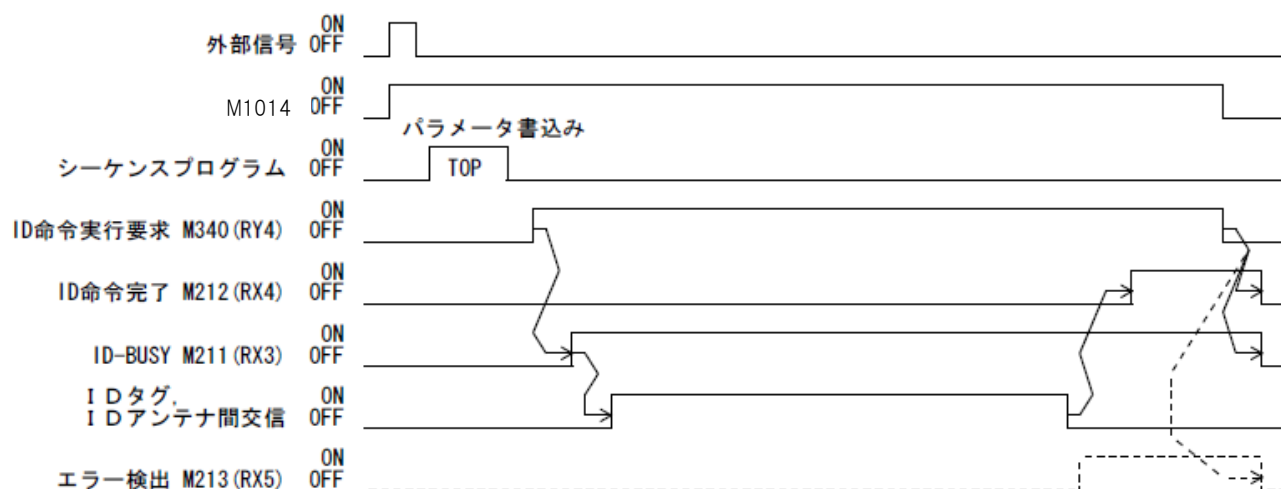 ON
外部信号 OFF
ON
M1014 OFF
パラメータ書込み
ON
シーケンスプログラム OFF
TOP
ON
ID命令実行要求 M340(RY4) OFF
ON
ID命令完了 M212(RX4) OFF
ON
ID-BUSY M211(RX3) OFF
IDタグ, ON
IDアンテナ間交信 OFF
ON
エラー検出 M213(RX5) OFF